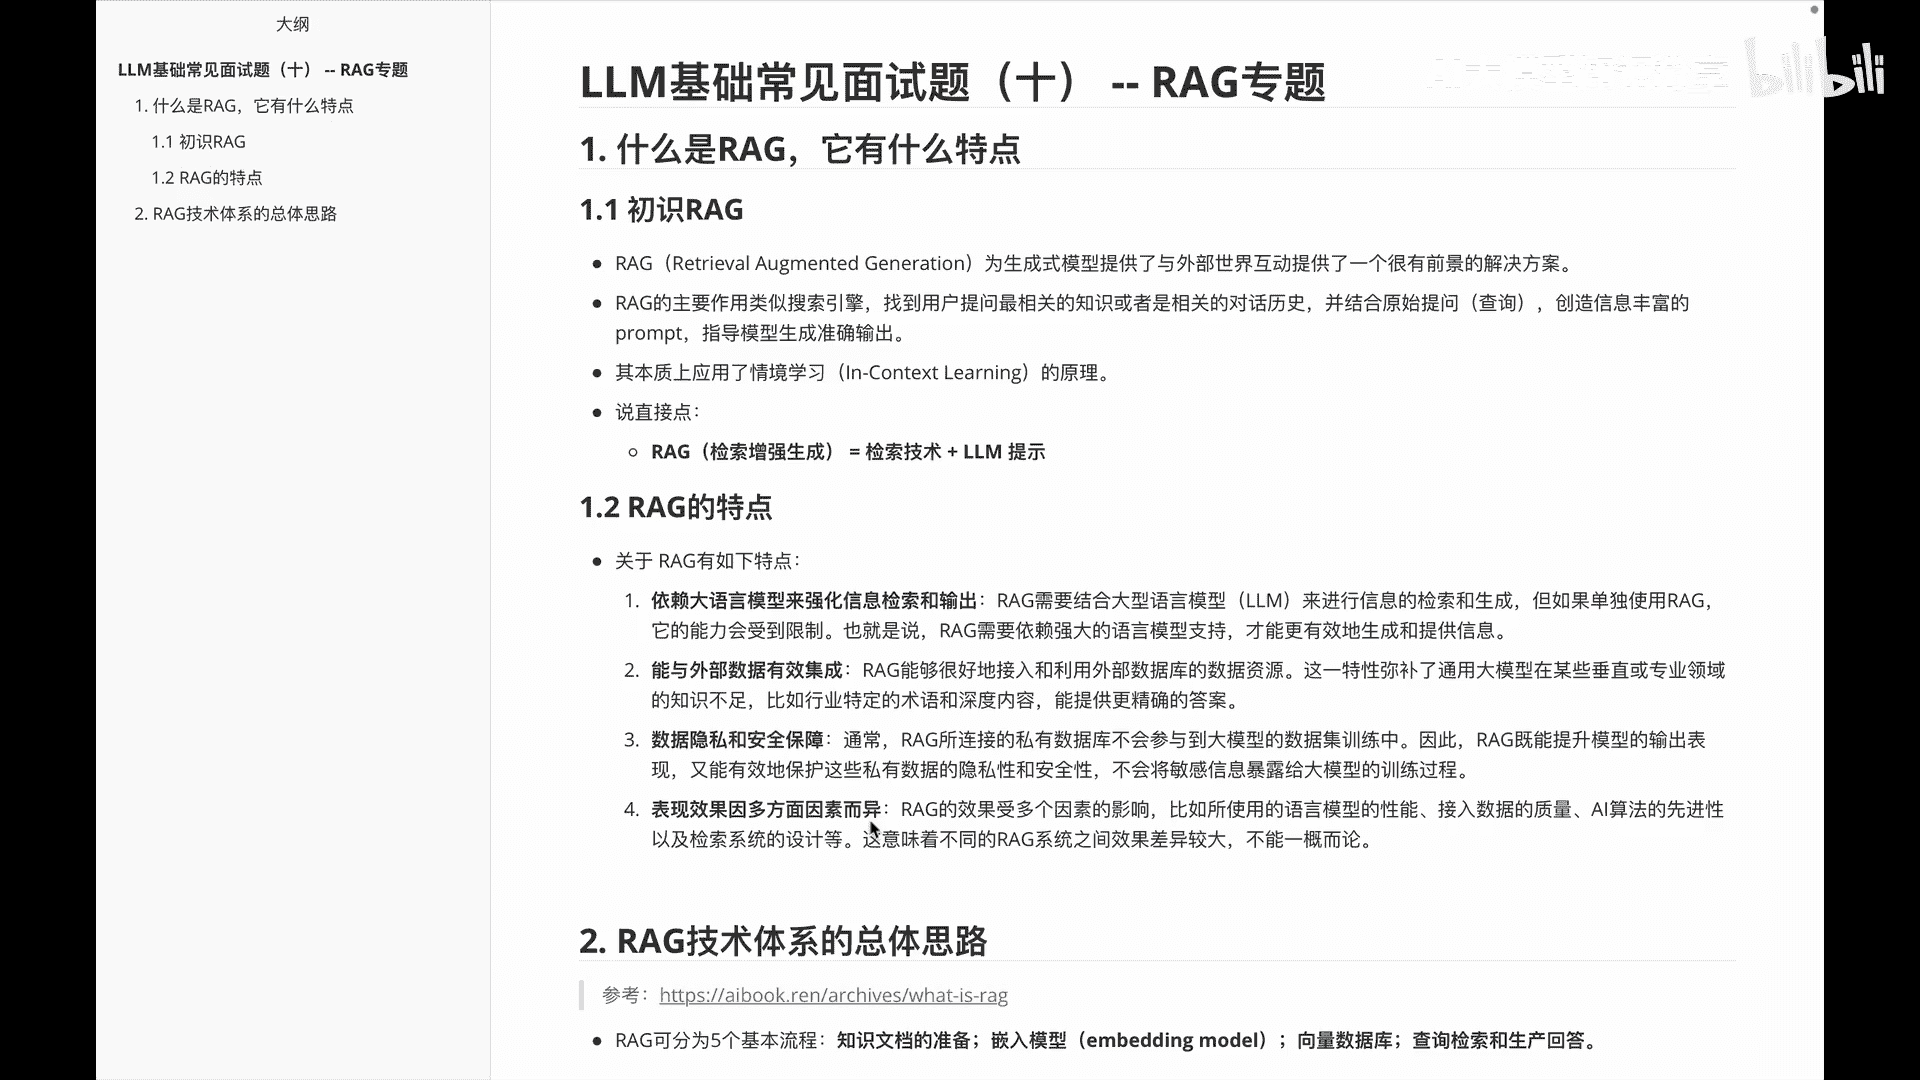 大纲
LLM基础常见面试题（十） -- RAG专题
1. 什么是RAG，它有什么特点
1.1 初识RAG
1.2 RAG的特点
2. RAG技术体系的总体思路
LLM基础常见面试题（十） -- RAG专题
bilibili
1. 什么是RAG，它有什么特点
1.1 初识RAG
RAG（Retrieval Augmented Generation）为生成式模型提供了与外部世界互动提供了一个很有前景的解决方案。
RAG的主要作用类似搜索引擎，找到用户提问最相关的知识或者是相关的对话历史，并结合原始提问（查询），创造信息丰富的
prompt，指导模型生成准确输出。
其本质上应用了情境学习（In-Context Learning）的原理。
说直接点：
RAG（检索增强生成） = 检索技术 + LLM 提示
1.2 RAG的特点
关于 RAG有如下特点：
1. 依赖大语言模型来强化信息检索和输出：RAG需要结合大型语言模型（LLM）来进行信息的检索和生成，但如果单独使用RAG，
它的能力会受到限制。也就是说，RAG需要依赖强大的语言模型支持，才能更有效地生成和提供信息。
2. 能与外部数据有效集成：RAG能够很好地接入和利用外部数据库的数据资源。这一特性弥补了通用大模型在某些垂直或专业领域
的知识不足，比如行业特定的术语和深度内容，能提供更精确的答案。
3. 数据隐私和安全保障：通常，RAG所连接的私有数据库不会参与到大模型的数据集训练中。因此，RAG既能提升模型的输出表
现，又能有效地保护这些私有数据的隐私性和安全性，不会将敏感信息暴露给大模型的训练过程。
4. 表现效果因多方面因素而异：RAG的效果受多个因素的影响，比如所使用的语言模型的性能、接入数据的质量、AI算法的先进性
以及检索系统的设计等。这意味着不同的RAG系统之间效果差异较大，不能一概而论。
2. RAG技术体系的总体思路
参考：https://aibook.ren/archives/what-is-rag
RAG可分为5个基本流程：知识文档的准备；嵌入模型（embedding model）；向量数据库；查询检索和生产回答。